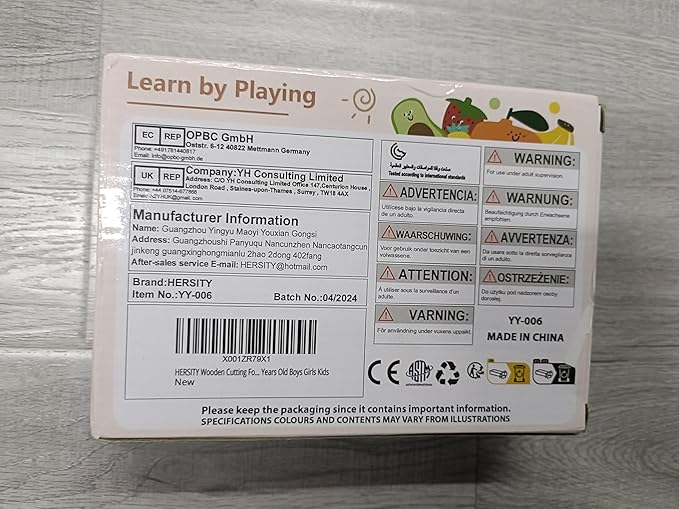 Learn by Playing
EC REP OPBC GmbH
Oststr. 6-12 40822 Mettmann Germany
Phone: +491781440817
Email: info@opbc-gmbh.de
UK REP Company:YH Consulting Limited
Address: C/O YH Consulting Limited Office 147,Centurion House,
London Road, Staines-upon-Thames, Surrey, TW18 4AX
Manufacturer Information
Name: Guangzhou Yingyu Maoyi Youxian Gongsi
Address: Guangzhoushi Panyuqu Nancunzhen Nancaotangcun
jinkeng guangxinghongmianlu 2hao 2dong 402fang
After-sales service E-mail: HERSITY@hotmail.com
Brand:HERSITY
Item No.:YY-006 Batch No.:04/2024
X001ZR79X1
HERSITY Wooden Cutting Fo... Years Old Boys Girls Kids
New
Tested according to international standards
ADVERTENCIA:
Utilícese bajo la vigilancia directa
de un adulto.
WAARSCHUWING:
Voor gebruik onder toezicht van een
volwassene.
ATTENTION:
À utiliser sous la surveillance d'un
adulte.
VARNING:
För användning under vuxens uppsikt.
WARNING:
For use under adult supervision.
WARNUNG:
Beaufsichtigung durch Erwachsene
empfohlen.
AVVERTENZA:
Da usare sotto la diretta sorveglianza
di un adulto.
OSTRZEŻENIE:
Do użytku pod nadzorem osoby
dorosłej.
YY-006
MADE IN CHINA
CE
ASTM
Please keep the packaging since it contains important information.
SPECIFICATIONS COLOURS AND CONTENTS MAY VARY FROM ILLUSTRATIONS